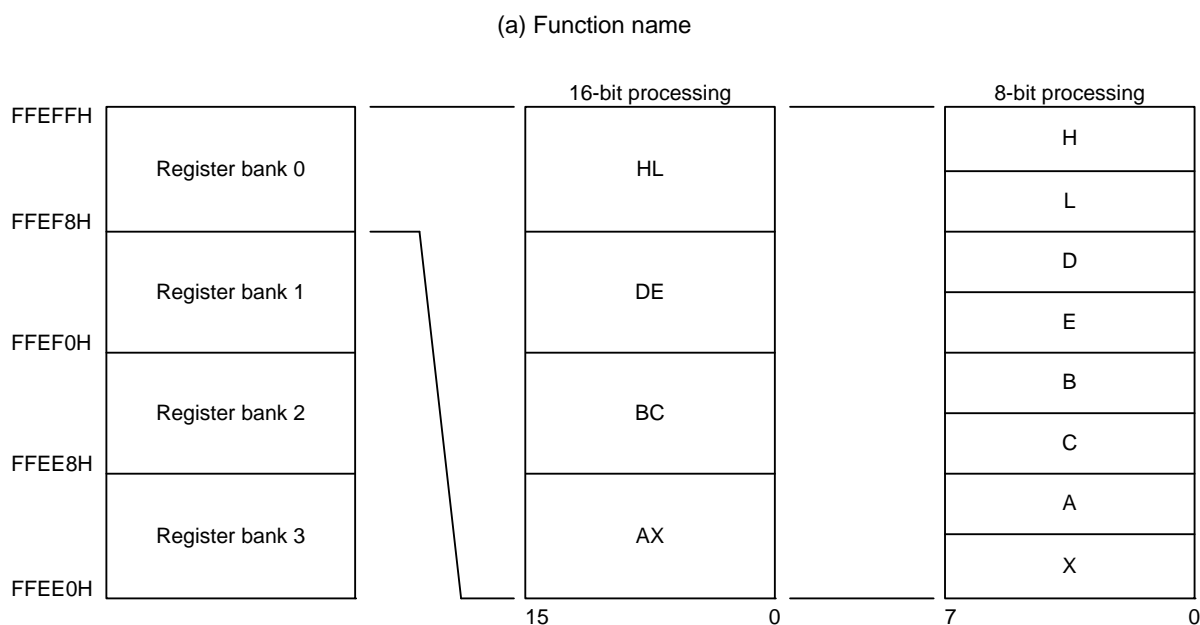 (a) Function name
16-bit processing
8-bit processing
FFEFFH
Register bank 0
HL
H
L
FFEF8H
Register bank 1
DE
D
E
FFEF0H
Register bank 2
BC
B
C
FFEE8H
Register bank 3
AX
A
X
FFEE0H
15 0
7 0